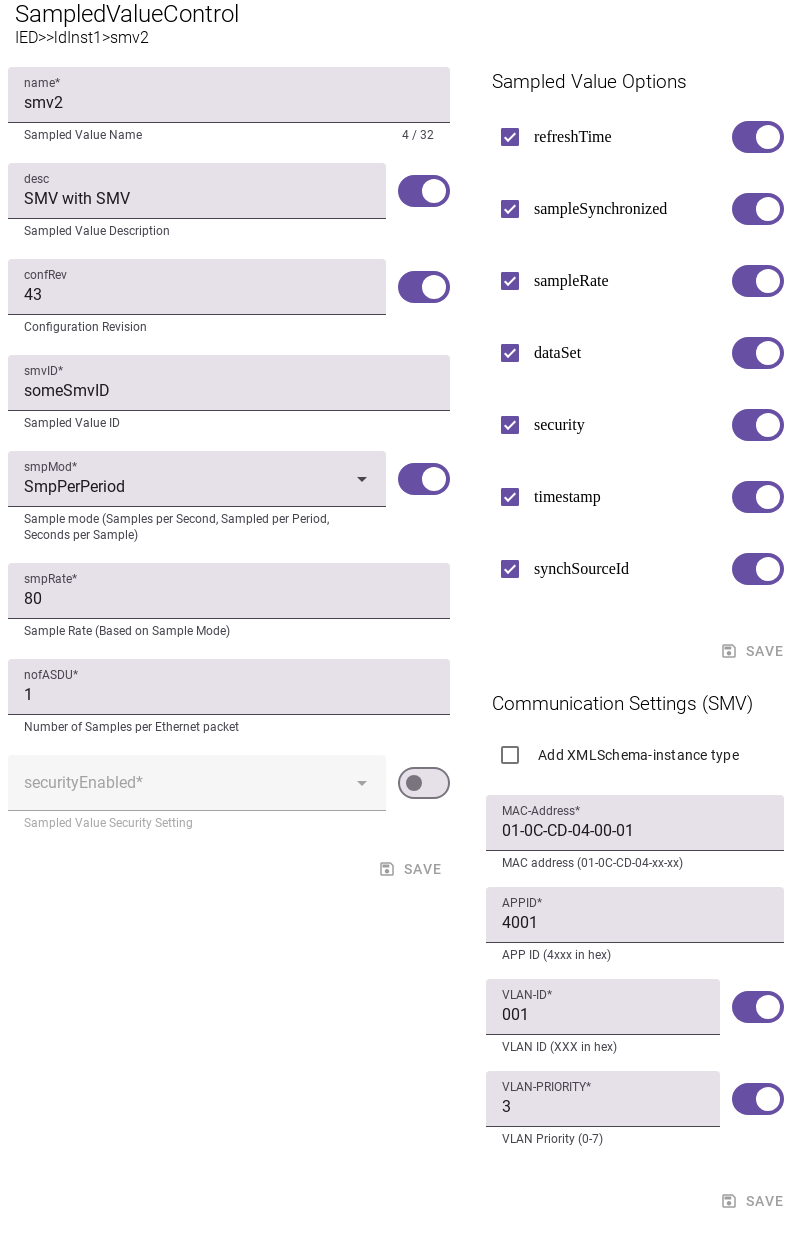 SampledValueControl
IED>>ldInst1>smv2
name*
smv2
Sampled Value Name
4 / 32
desc
SMV with SMV
Sampled Value Description
confRev
43
Configuration Revision
smvID*
someSmvID
Sampled Value ID
smpMod*
SmpPerPeriod
Sample mode (Samples per Second, Sampled per Period,
Seconds per Sample)
smpRate*
80
Sample Rate (Based on Sample Mode)
nofASDU*
1
Number of Samples per Ethernet packet
securityEnabled*
Sampled Value Security Setting
SAVE
Sampled Value Options
refreshTime
sampleSynchronized
sampleRate
dataSet
security
timestamp
synchSourceId
SAVE
Communication Settings (SMV)
Add XMLSchema-instance type
MAC-Address*
01-0C-CD-04-00-01
MAC address (01-0C-CD-04-xx-xx)
APPID*
4001
APP ID (4xxx in hex)
VLAN-ID*
001
VLAN ID (XXX in hex)
VLAN-PRIORITY*
3
VLAN Priority (0-7)
SAVE